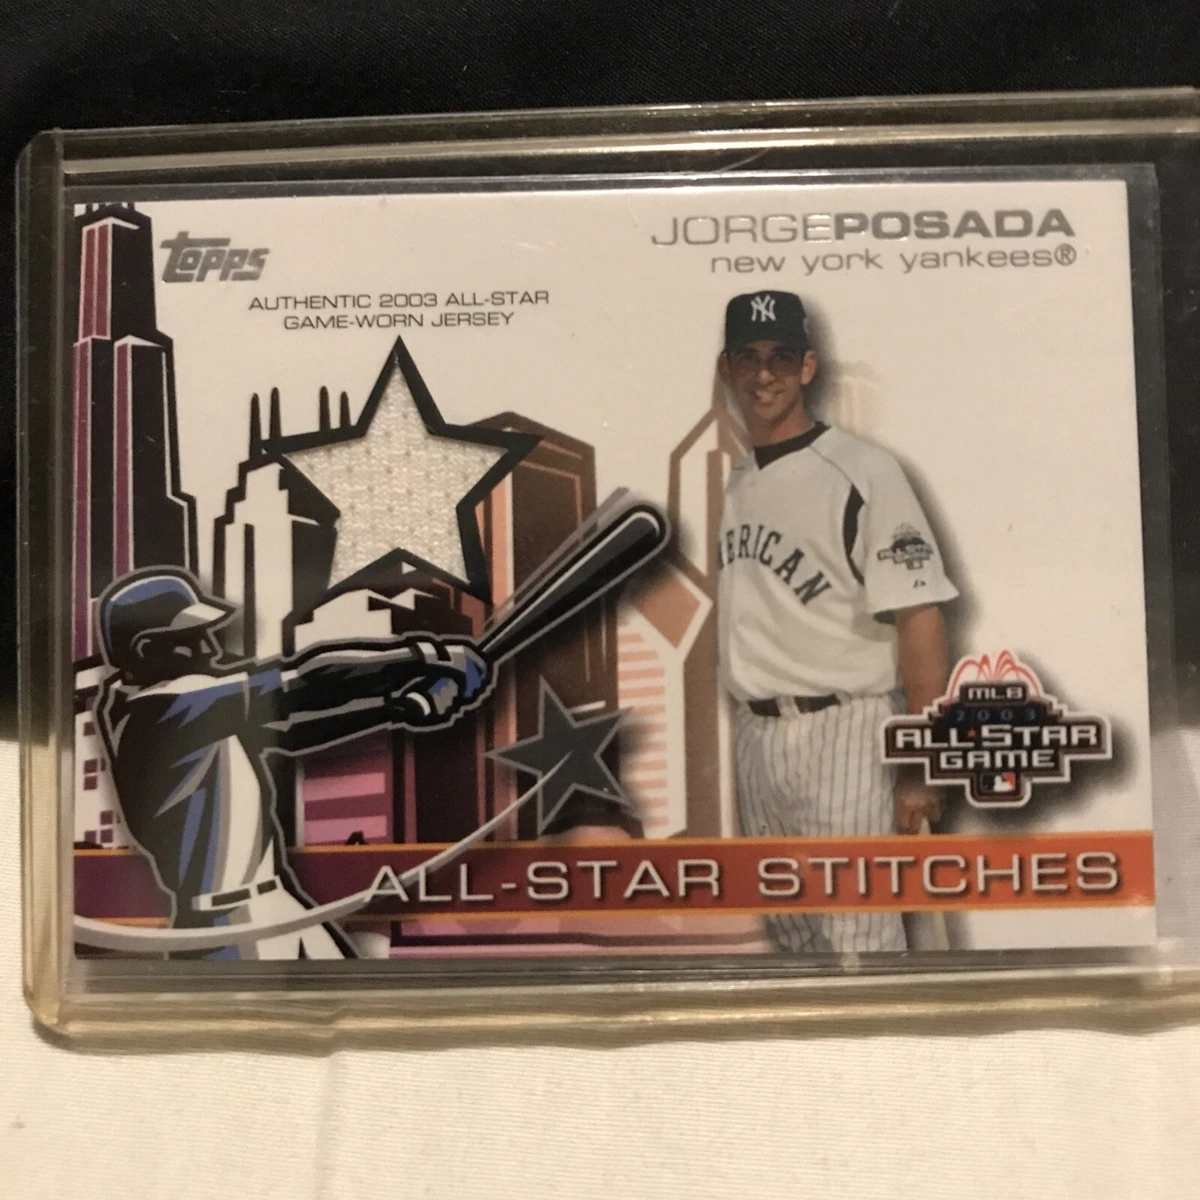 Topps
AUTHENTIC 2003 ALL-STAR
GAME-WORN JERSEY
JORGEPOSADA
new york yankees®
NY
ERICAN
MLB
2003
ALL★STAR
GAME
ALL-STAR STITCHES